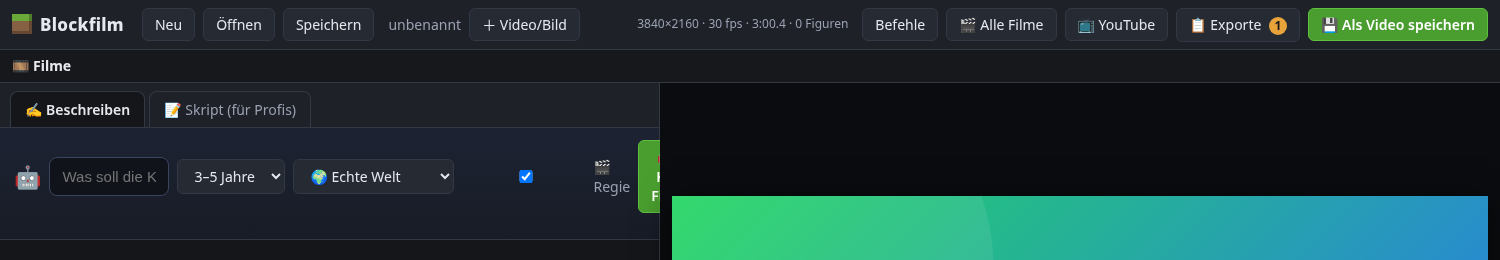 Blockfilm Neu Öffnen Speichern unbenannt + Video/Bild 3840×2160 · 30 fps · 3:00.4 · 0 Figuren Befehle Alle Filme YouTube Exporte 1 Als Video speichern
Filme
Beschreiben Skript (für Profis)
Was soll die K 3–5 Jahre Echte Welt Regie